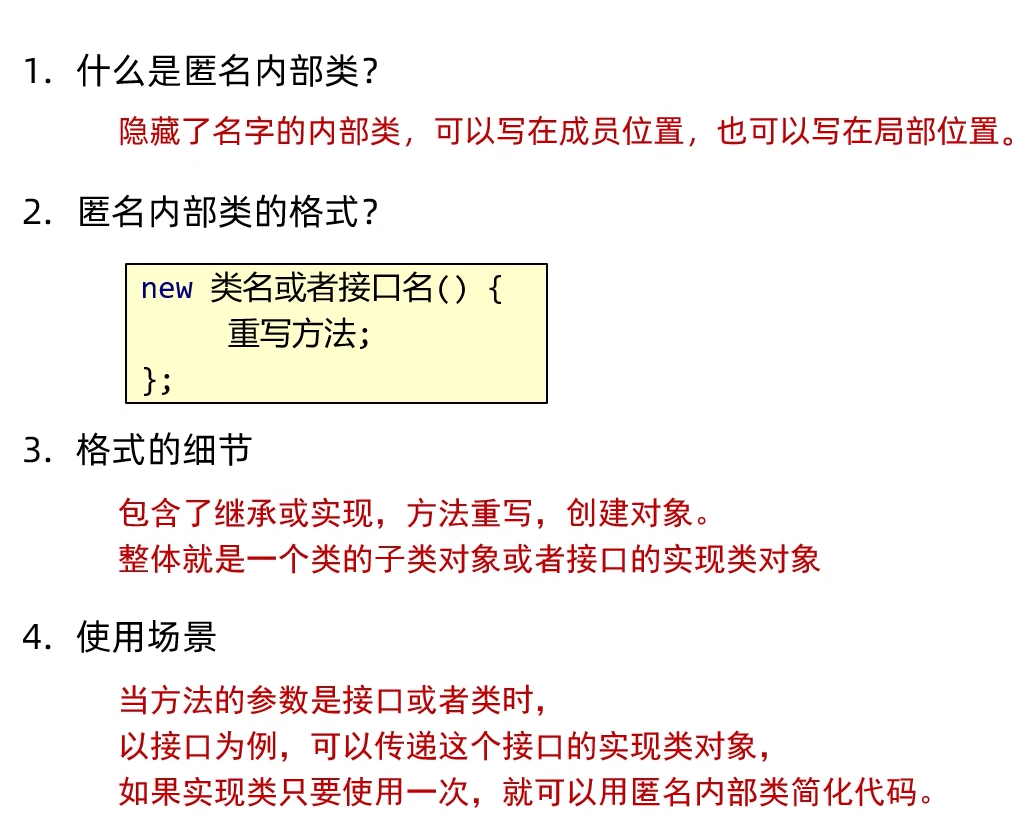 1. 什么是匿名内部类？
隐藏了名字的内部类，可以写在成员位置，也可以写在局部位置。
2. 匿名内部类的格式？
new 类名或者接口名() {
重写方法;
};
3. 格式的细节
包含了继承或实现，方法重写，创建对象。
整体就是一个类的子类对象或者接口的实现类对象
4. 使用场景
当方法的参数是接口或者类时，
以接口为例，可以传递这个接口的实现类对象，
如果实现类只要使用一次，就可以用匿名内部类简化代码。